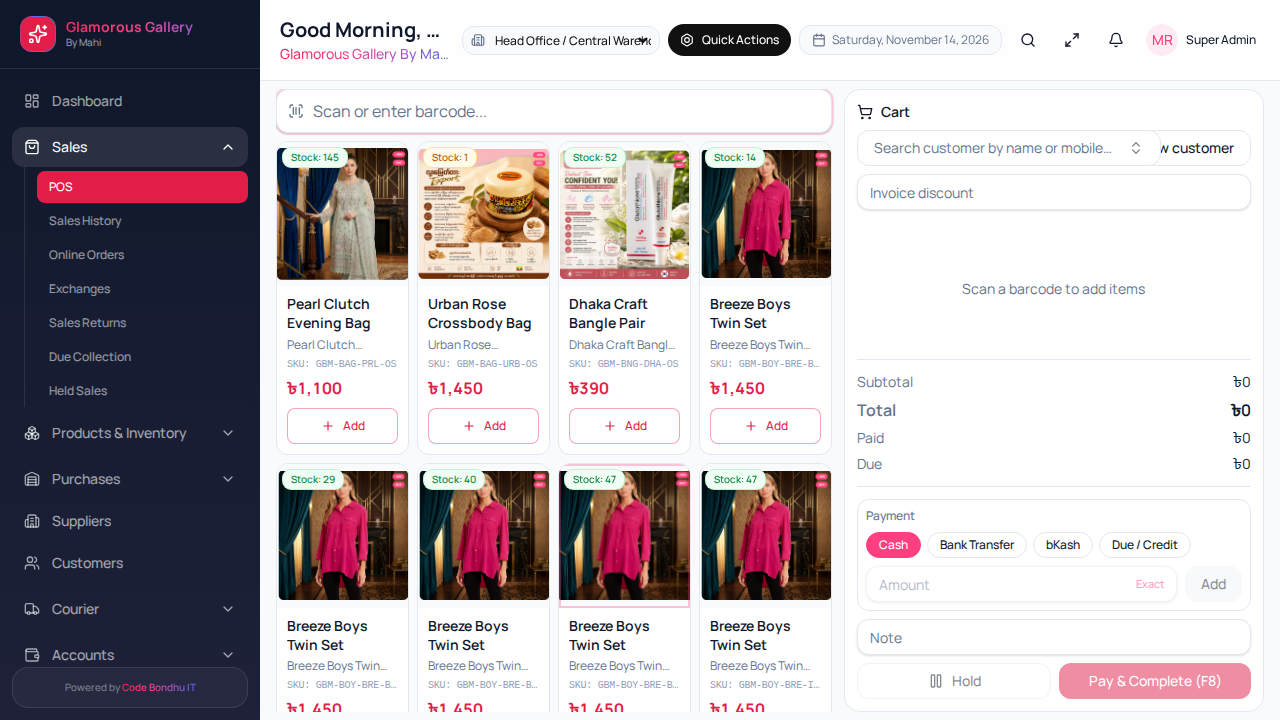 Glamorous Gallery
By Mahi
Dashboard
Sales
POS
Sales History
Online Orders
Exchanges
Sales Returns
Due Collection
Held Sales
Products & Inventory
Purchases
Suppliers
Customers
Courier
Accounts
Powered by Code Bondhu IT
Good Morning, ...
Glamorous Gallery By Ma...
Head Office / Central
Quick Actions
Saturday, November 14, 2026
MR
Super Admin
Scan or enter barcode...
Stock: 145
Pearl Clutch
Evening Bag
Pearl Clutch...
SKU: GBM-BAG-PRL-OS
৳1,100
Add
Stock: 1
Urban Rose
Crossbody Bag
Urban Rose...
SKU: GBM-BAG-URB-OS
৳1,450
Add
Stock: 52
CONFIDENT YOU!
Dhaka Craft
Bangle Pair
Dhaka Craft Bangl...
SKU: GBM-BNG-DHA-OS
৳390
Add
Stock: 14
Breeze Boys
Twin Set
Breeze Boys Twin...
SKU: GBM-BOY-BRE-B...
৳1,450
Add
Stock: 29
Breeze Boys
Twin Set
Breeze Boys Twin...
SKU: GBM-BOY-BRE-B...
৳1,450
Stock: 40
Breeze Boys
Twin Set
Breeze Boys Twin...
SKU: GBM-BOY-BRE-B...
৳1,450
Stock: 47
Breeze Boys
Twin Set
Breeze Boys Twin...
SKU: GBM-BOY-BRE-B...
৳1,450
Stock: 47
Breeze Boys
Twin Set
Breeze Boys Twin...
SKU: GBM-BOY-BRE-I...
৳1,450
Cart
Search customer by name or mobile...
customer
Invoice discount
Scan a barcode to add items
Subtotal ৳0
Total ৳0
Paid ৳0
Due ৳0
Payment
Cash
Bank Transfer
bKash
Due / Credit
Amount
Exact
Add
Note
Hold
Pay & Complete (F8)